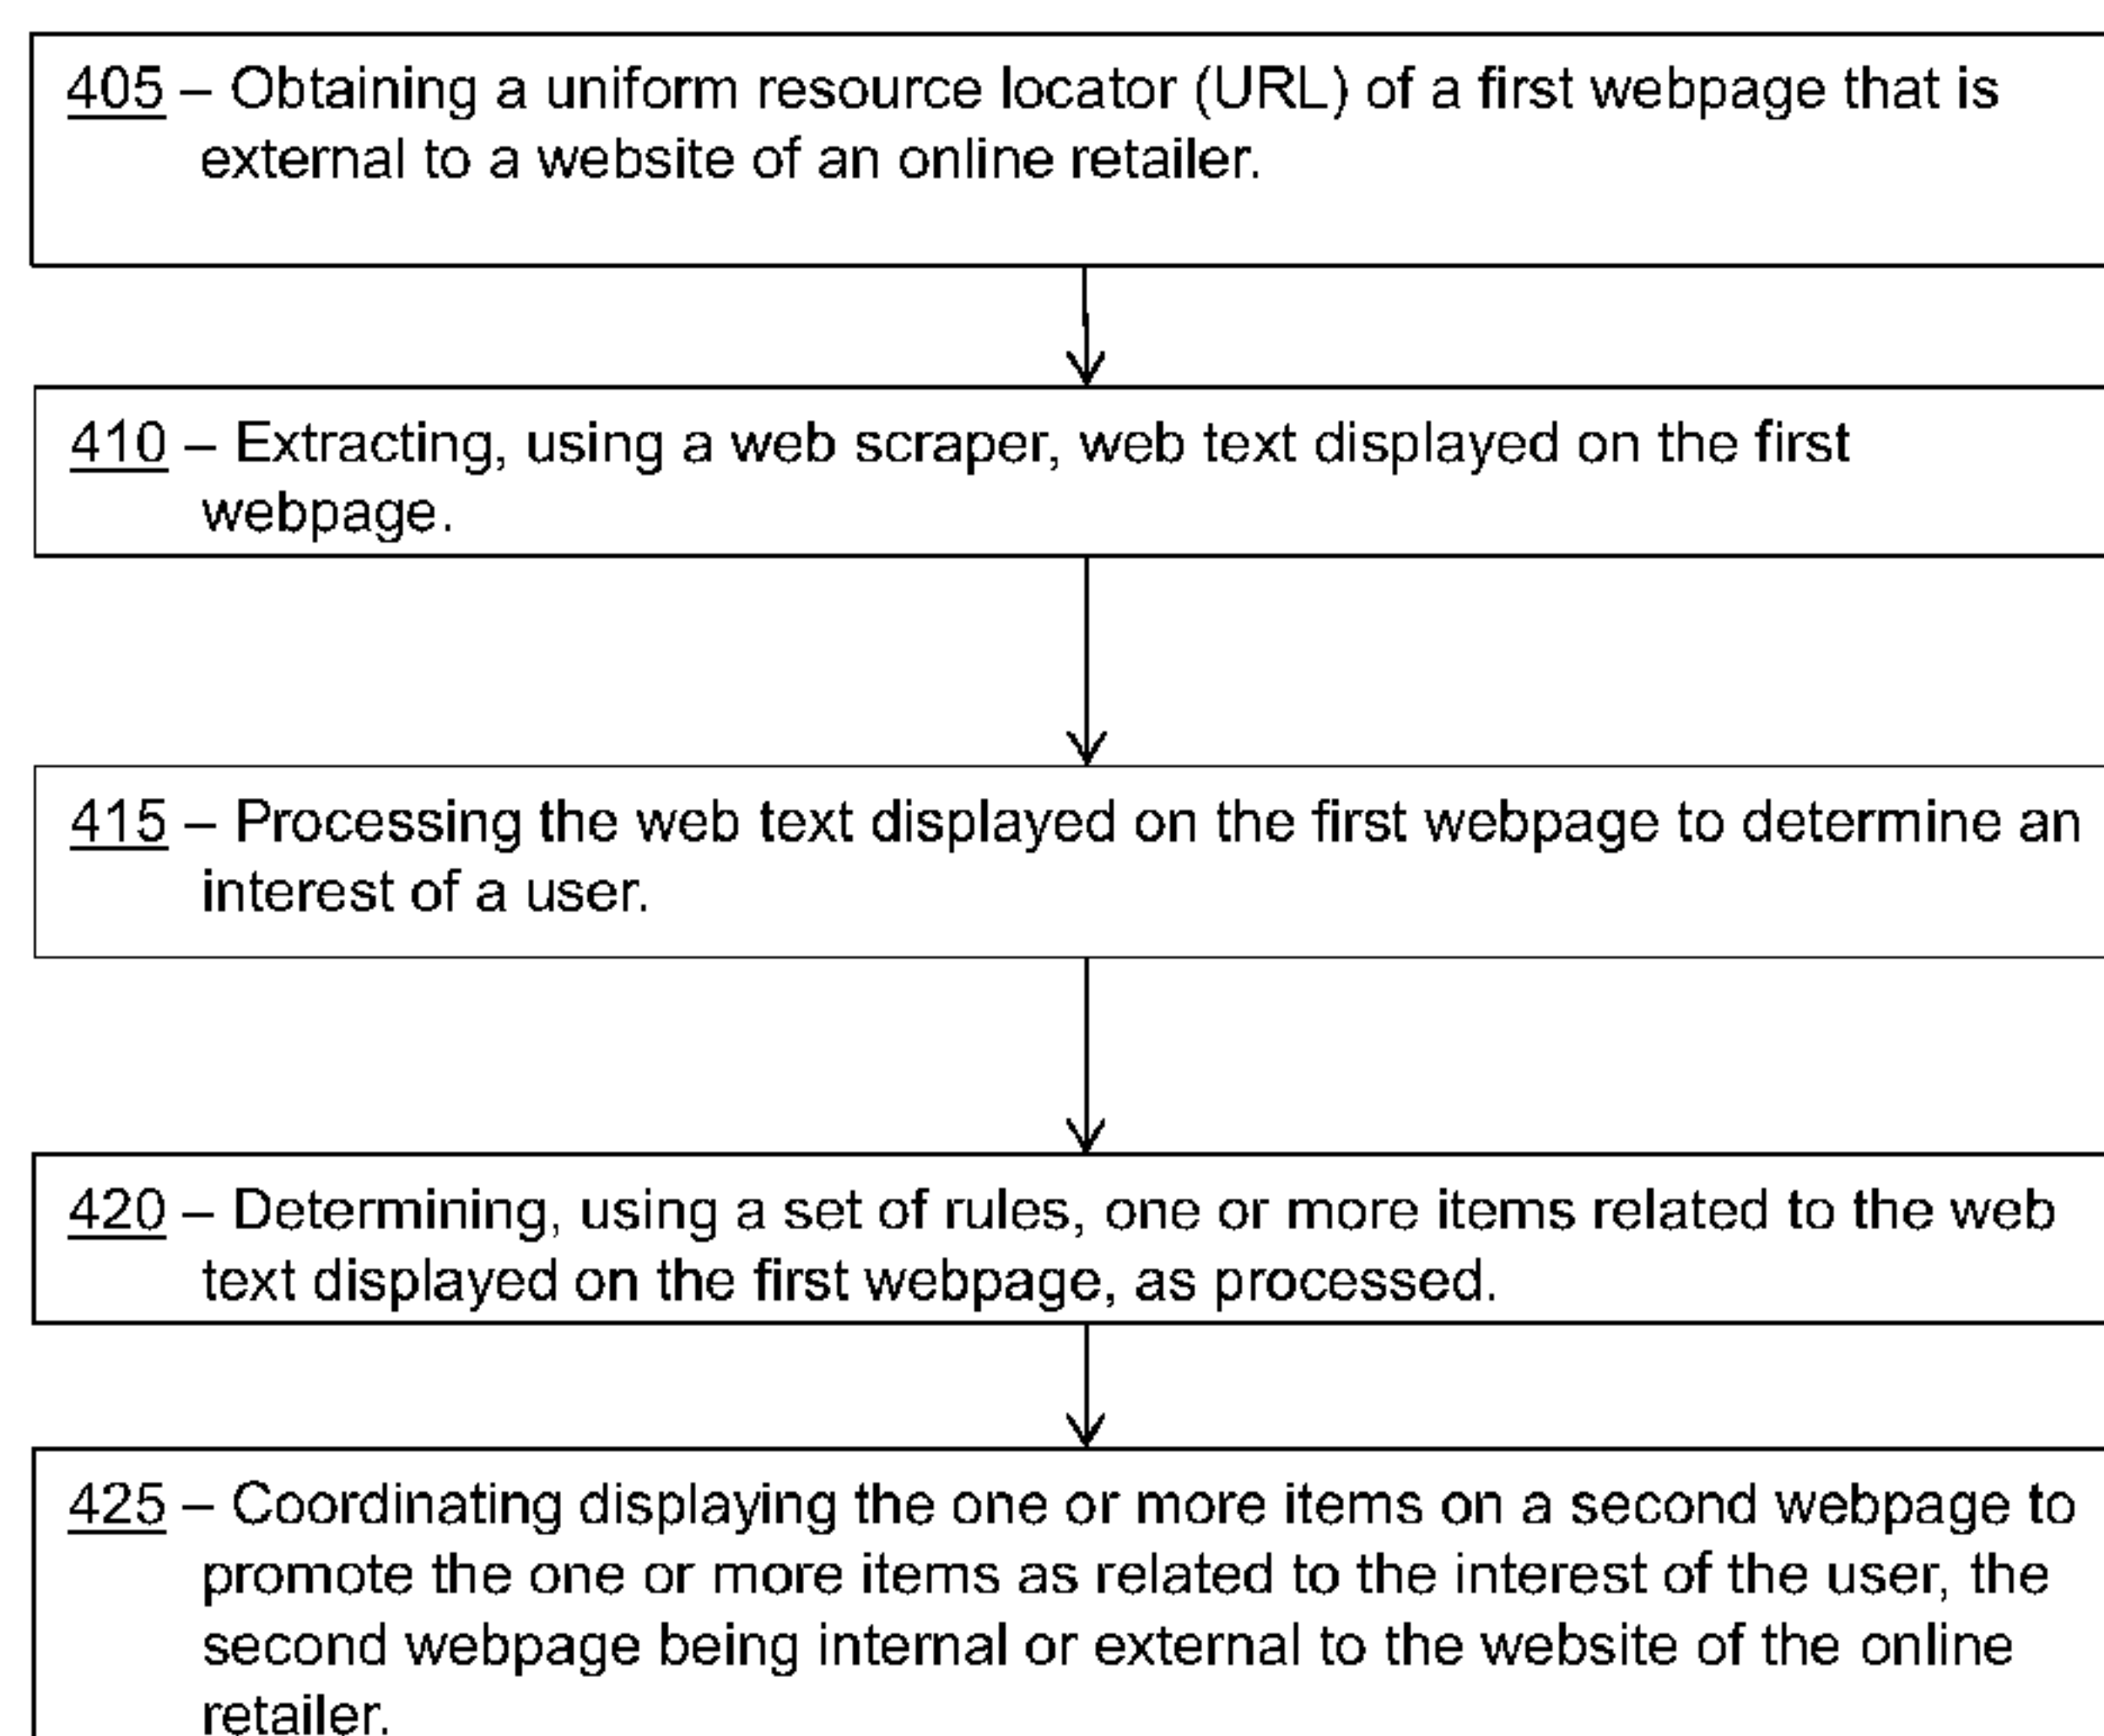 405 – Obtaining a uniform resource locator (URL) of a first webpage that is
external to a website of an online retailer.
410 – Extracting, using a web scraper, web text displayed on the first
webpage.
415 – Processing the web text displayed on the first webpage to determine an
interest of a user.
420 – Determining, using a set of rules, one or more items related to the web
text displayed on the first webpage, as processed.
425 – Coordinating displaying the one or more items on a second webpage to
promote the one or more items as related to the interest of the user, the
second webpage being internal or external to the website of the online
retailer.